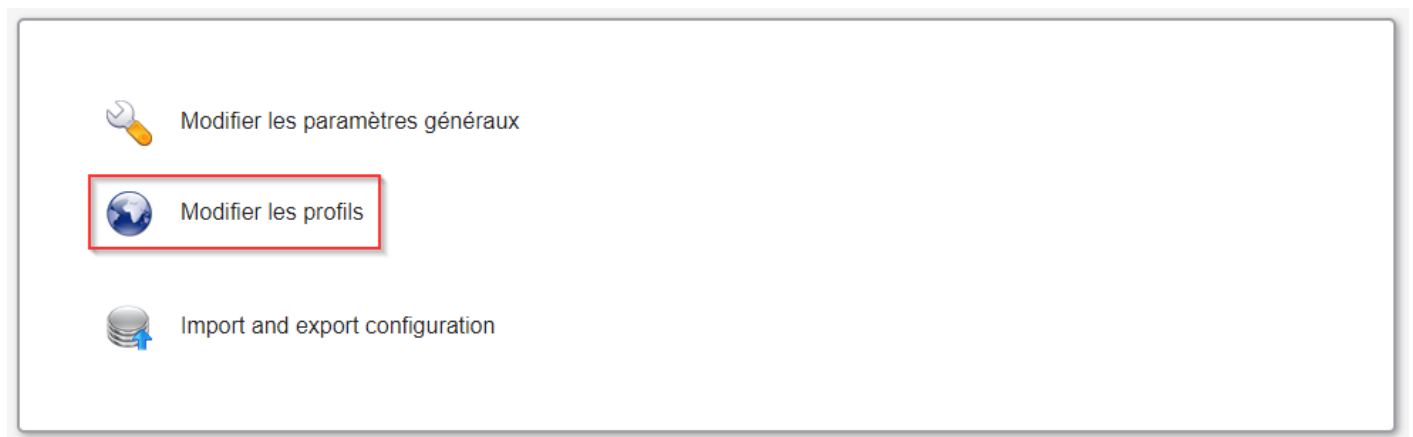 Modifier les paramètres généraux
Modifier les profils
Import and export configuration